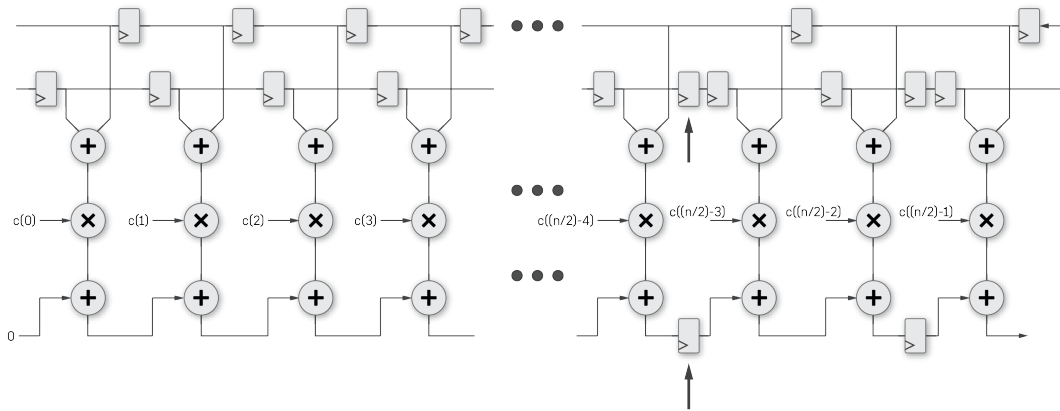 c(0)
c(1)
c(2)
c(3)
c((n/2)-4)
c((n/2)-3)
c((n/2)-2)
c((n/2)-1)
0